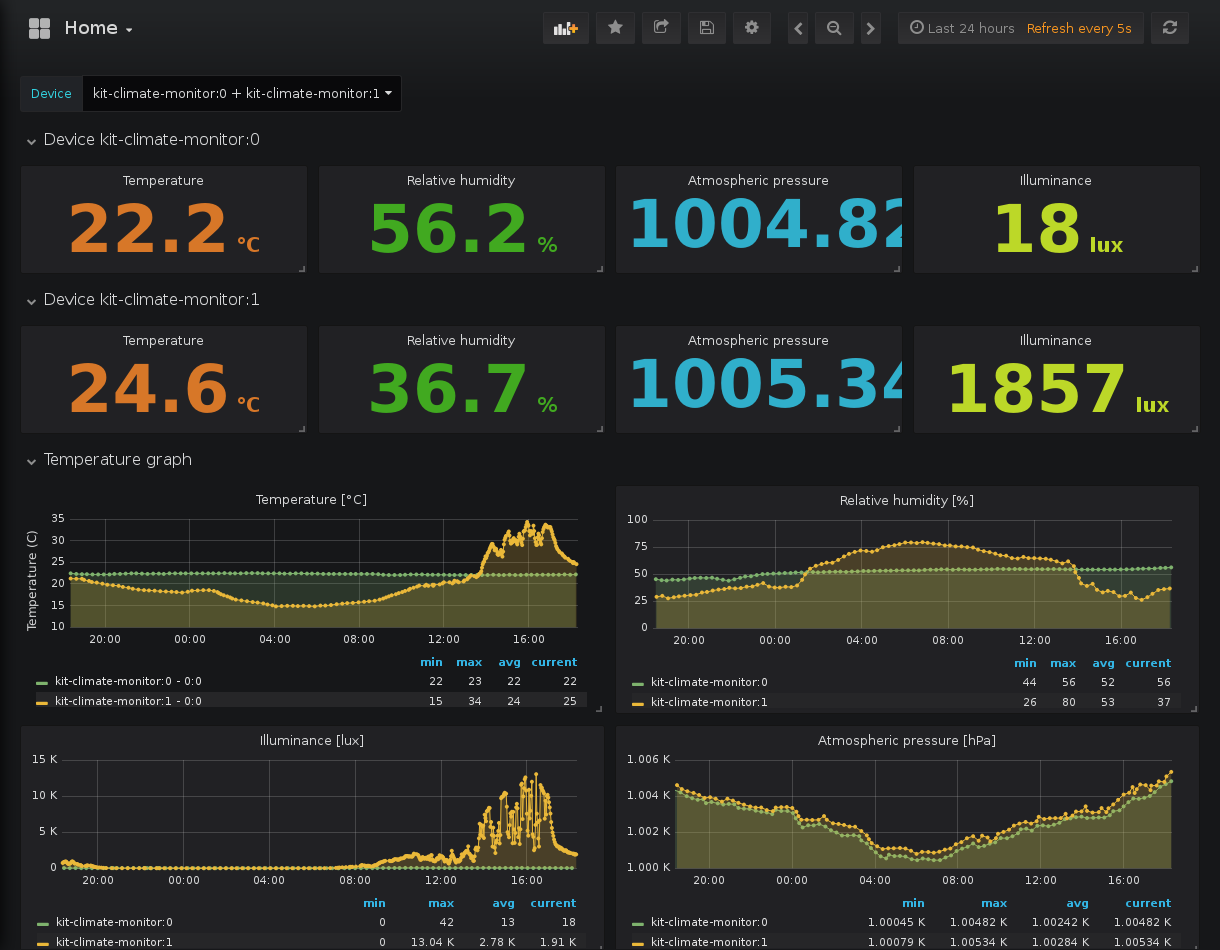 Home
Last 24 hours Refresh every 5s
Device kit-climate-monitor:0 + kit-climate-monitor:1
Device kit-climate-monitor:0
Temperature Relative humidity Atmospheric pressure Illuminance
22.2 °C 56.2 % 1004.82 18 lux
Device kit-climate-monitor:1
Temperature Relative humidity Atmospheric pressure Illuminance
24.6 °C 36.7 % 1005.34 1857 lux
Temperature graph
Temperature [°C]
Temperature (C)
35
30
25
20
15
10
20:00 00:00 04:00 08:00 12:00 16:00
min max avg current
kit-climate-monitor:0 - 0:0 22 23 22 22
kit-climate-monitor:1 - 0:0 15 34 24 25
Relative humidity [%]
100
75
50
25
0
20:00 00:00 04:00 08:00 12:00 16:00
min max avg current
kit-climate-monitor:0 44 56 52 56
kit-climate-monitor:1 26 80 53 37
Illuminance [lux]
15 K
10 K
5 K
0
20:00 00:00 04:00 08:00 12:00 16:00
min max avg current
kit-climate-monitor:0 0 42 13 18
kit-climate-monitor:1 0 13.04 K 2.78 K 1.91 K
Atmospheric pressure [hPa]
1.006 K
1.004 K
1.002 K
1.000 K
20:00 00:00 04:00 08:00 12:00 16:00
min max avg current
kit-climate-monitor:0 1.00045 K 1.00482 K 1.00242 K 1.00482 K
kit-climate-monitor:1 1.00079 K 1.00534 K 1.00284 K 1.00534 K